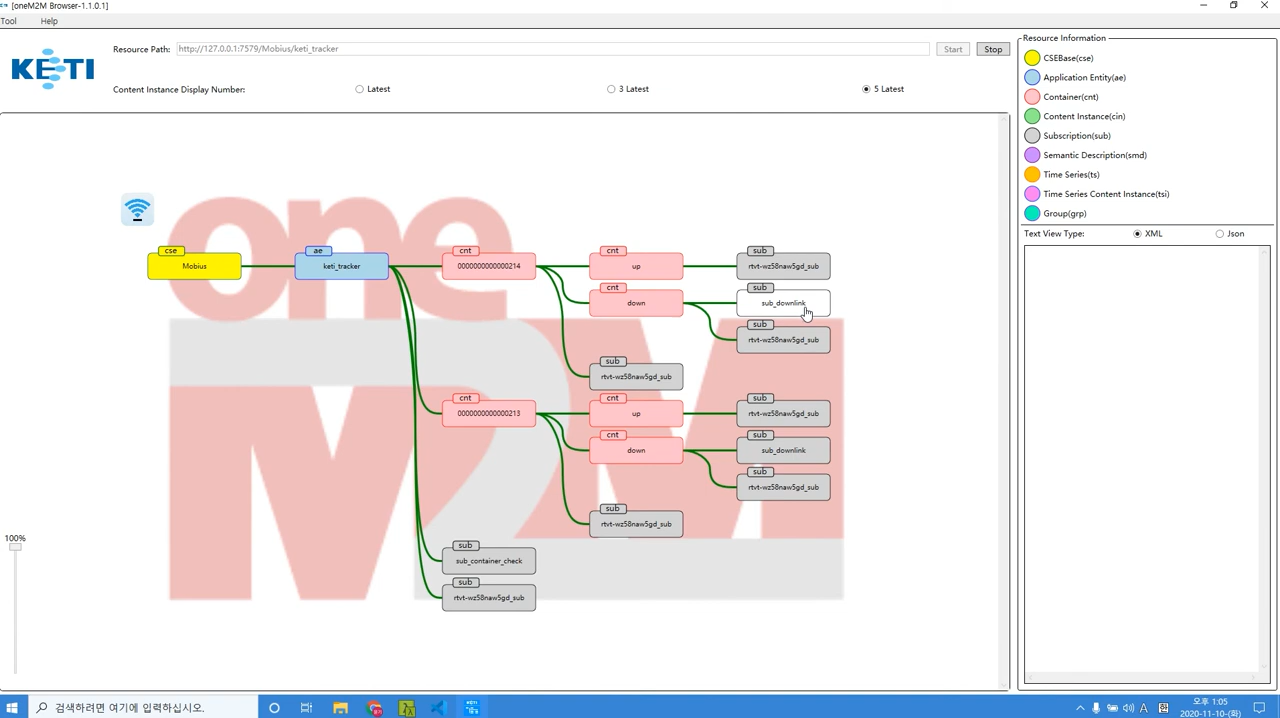 [oneM2M Browser-1.1.0.1]
Tool Help
KETI
Resource Path: http://127.0.0.1:7579/Mobius/keti_tracker Start Stop
Content Instance Display Number: Latest 3 Latest 5 Latest
one
M2M
cse
Mobius
ae
keti_tracker
cnt
0000000000000214
cnt
up
sub
rtvt-wz58naw5gd_sub
cnt
down
sub
sub_downlink
sub
rtvt-wz58naw5gd_sub
sub
rtvt-wz58naw5gd_sub
cnt
0000000000000213
cnt
up
sub
rtvt-wz58naw5gd_sub
cnt
down
sub
sub_downlink
sub
rtvt-wz58naw5gd_sub
sub
rtvt-wz58naw5gd_sub
sub
sub_container_check
sub
rtvt-wz58naw5gd_sub
100%
Resource Information
CSEBase(cse)
Application Entity(ae)
Container(cnt)
Content Instance(cin)
Subscription(sub)
Semantic Description(smd)
Time Series(ts)
Time Series Content Instance(tsi)
Group(grp)
Text View Type: XML Json
검색하려면 여기에 입력하십시오.
A
오후 1:05
2020-11-10-(화)